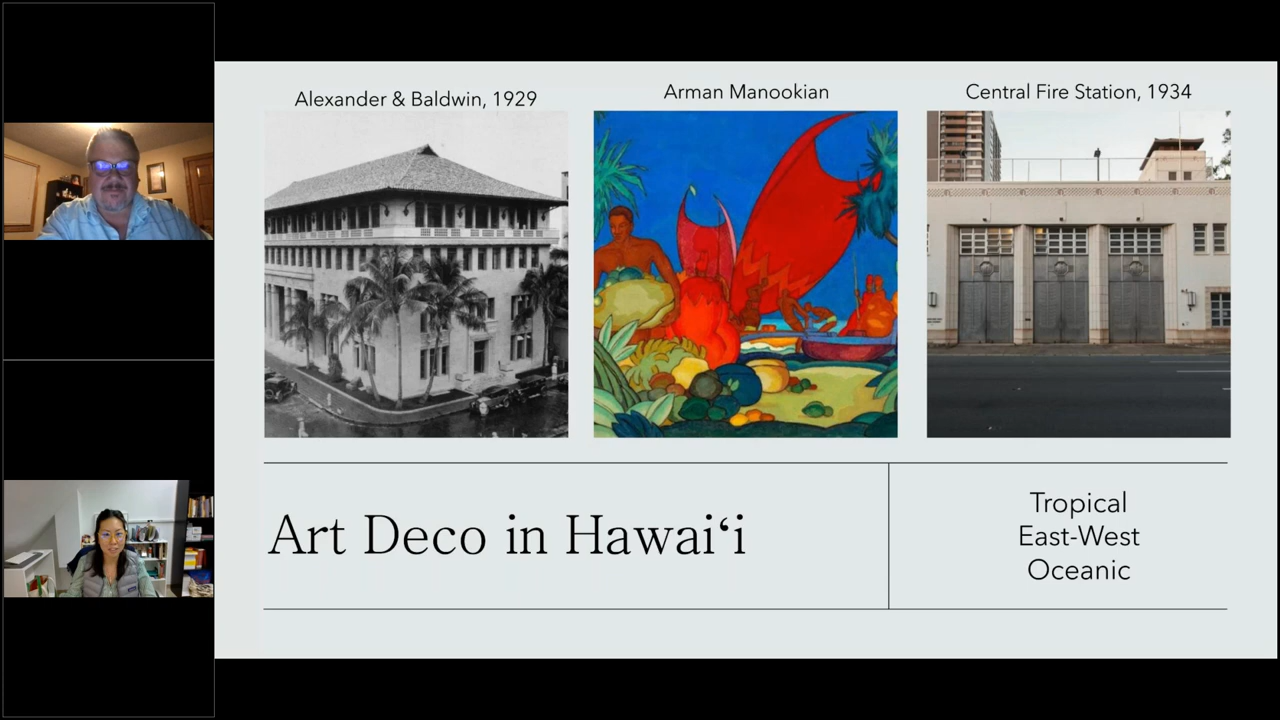 Alexander & Baldwin, 1929
Arman Manookian
Central Fire Station, 1934
Art Deco in Hawaiʻi
Tropical
East-West
Oceanic